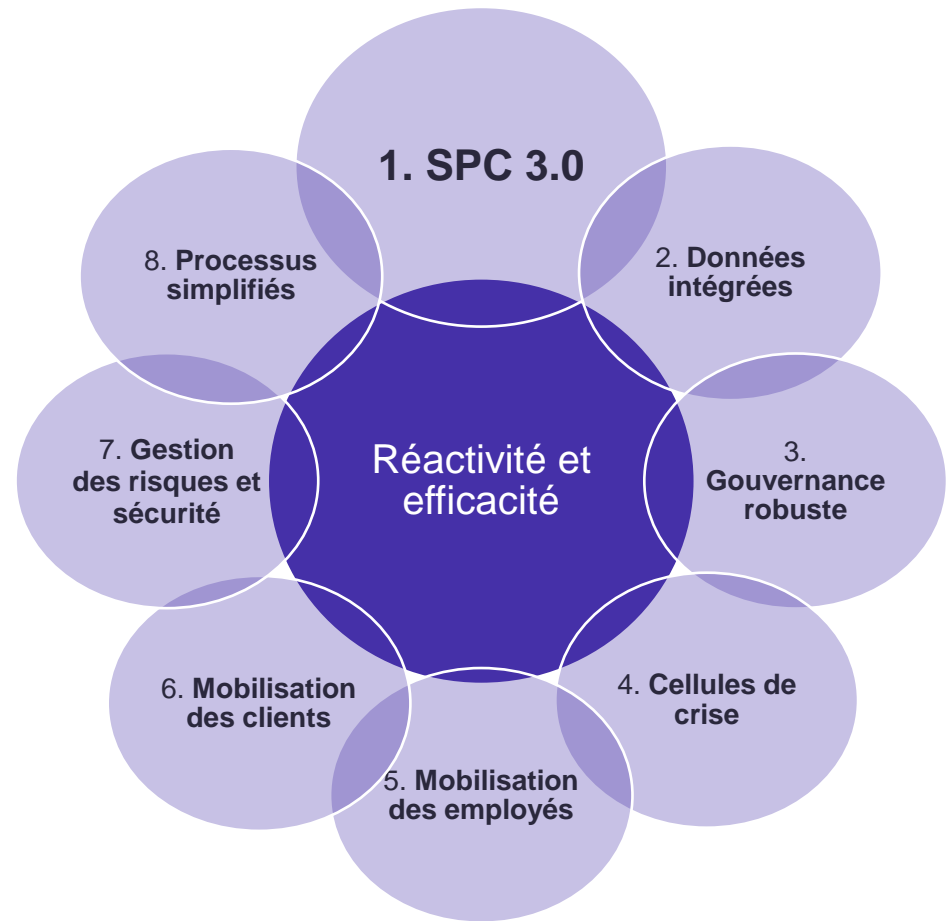 1. SPC 3.0
2. Données
intégrées
3.
Gouvernance
robuste
4. Cellules de
crise
5. Mobilisation
des employés
6. Mobilisation
des clients
7. Gestion
des risques et
sécurité
8. Processus
simplifiés
Réactivité et
efficacité